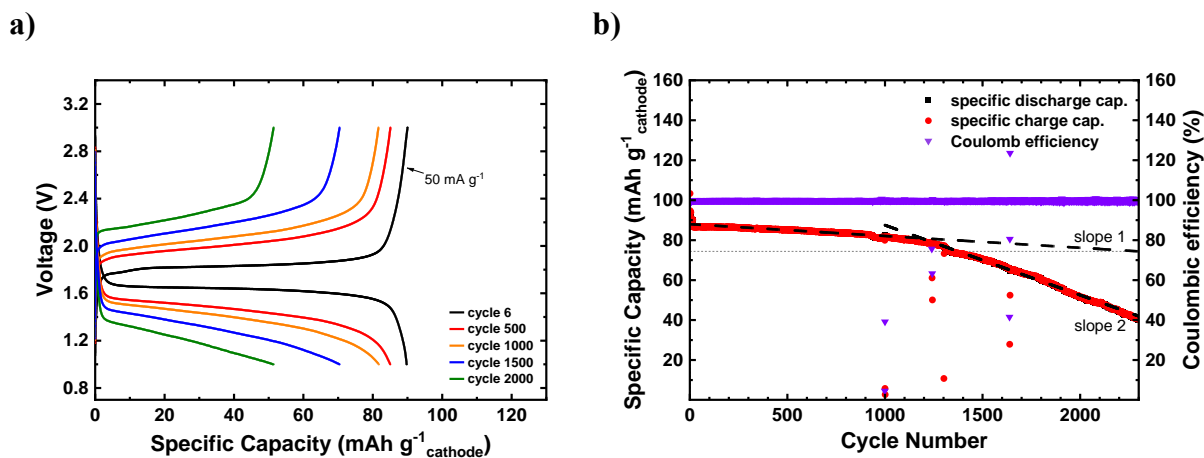 a)
3.2
2.8
2.4
2.0
1.6
1.2
0.8
Voltage (V)
50 mA g-1
cycle 6
cycle 500
cycle 1000
cycle 1500
cycle 2000
0 20 40 60 80 100 120
Specific Capacity (mAh g-1cathode)
b)
160
140
120
100
80
60
40
20
Specific Capacity (mAh g-1cathode)
specific discharge cap.
specific charge cap.
Coulomb efficiency
slope 1
slope 2
160
140
120
100
80
60
40
20
Coulombic efficiency (%)
0 500 1000 1500 2000
Cycle Number